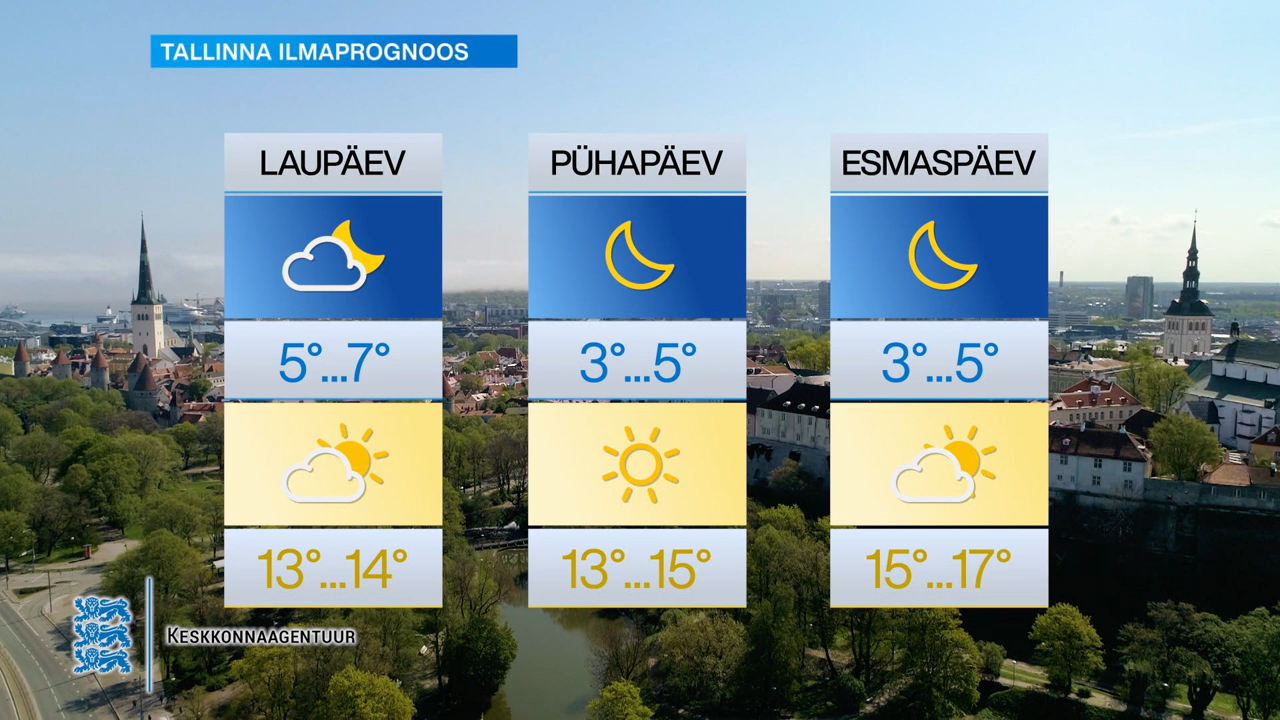 TALLINNA ILMAPROGNOOS
LAUPÄEV
5°...7°
13°...14°
PÜHAPÄEV
3°...5°
13°...15°
ESMASPÄEV
3°...5°
15°...17°
KESKKONNAAGENTUUR